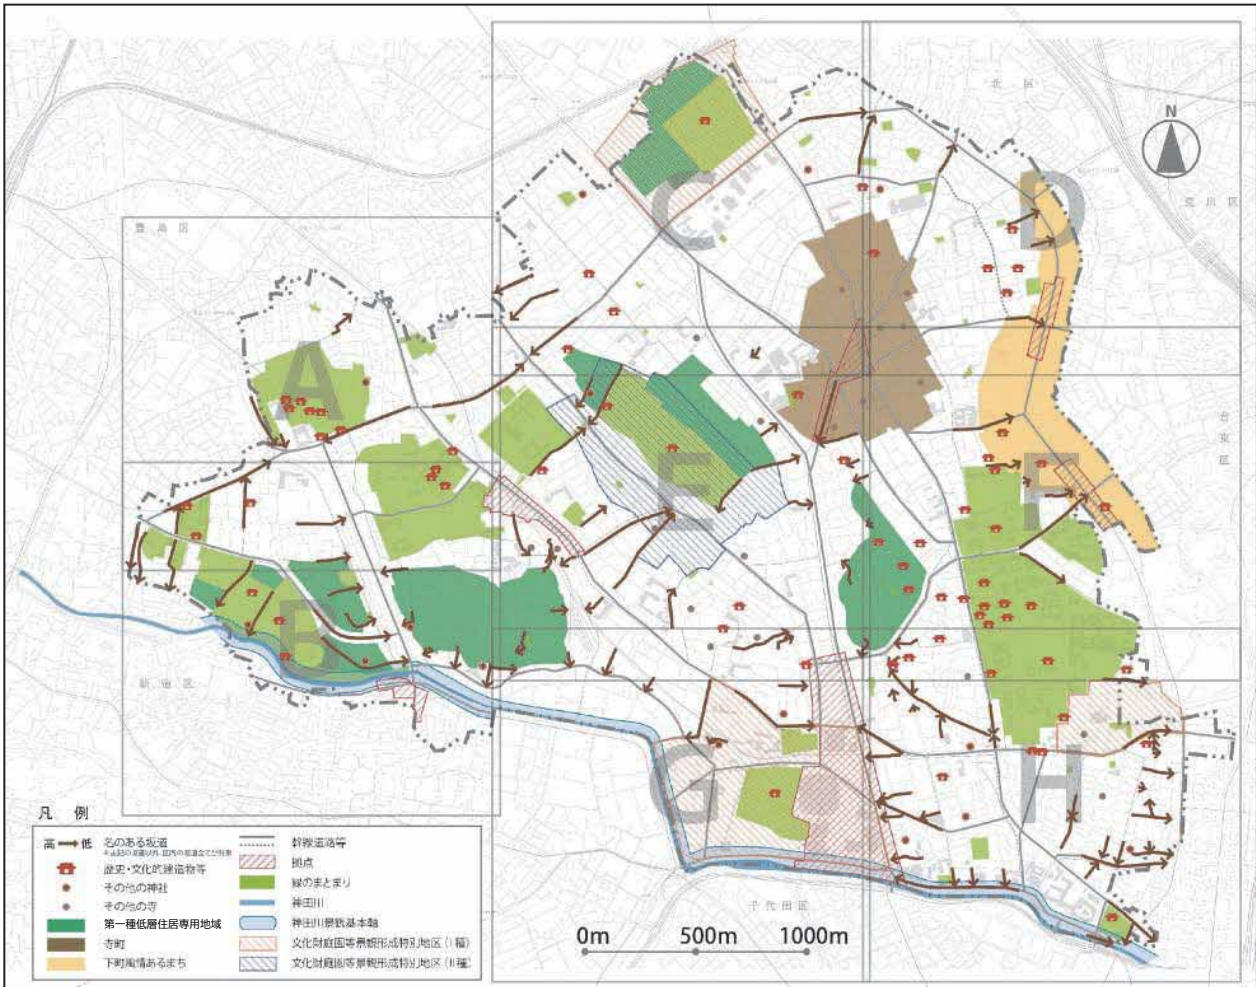 北区
N
荒川区
豊島区
C
D
A
台東区
E
F
B
新宿区
G
H
千代田区
0m 500m 1000m
凡 例
高 低 名のある坂道
歴史・文化的建造物等
その他の神社
その他の寺
第一種低層住居専用地域
寺町
下町風情あるまち
幹線道路等
拠点
緑のまとまり
神田川
神田川景観基本軸
文化財庭園等景観形成特別地区(Ⅰ種)
文化財庭園等景観形成特別地区(Ⅱ種)